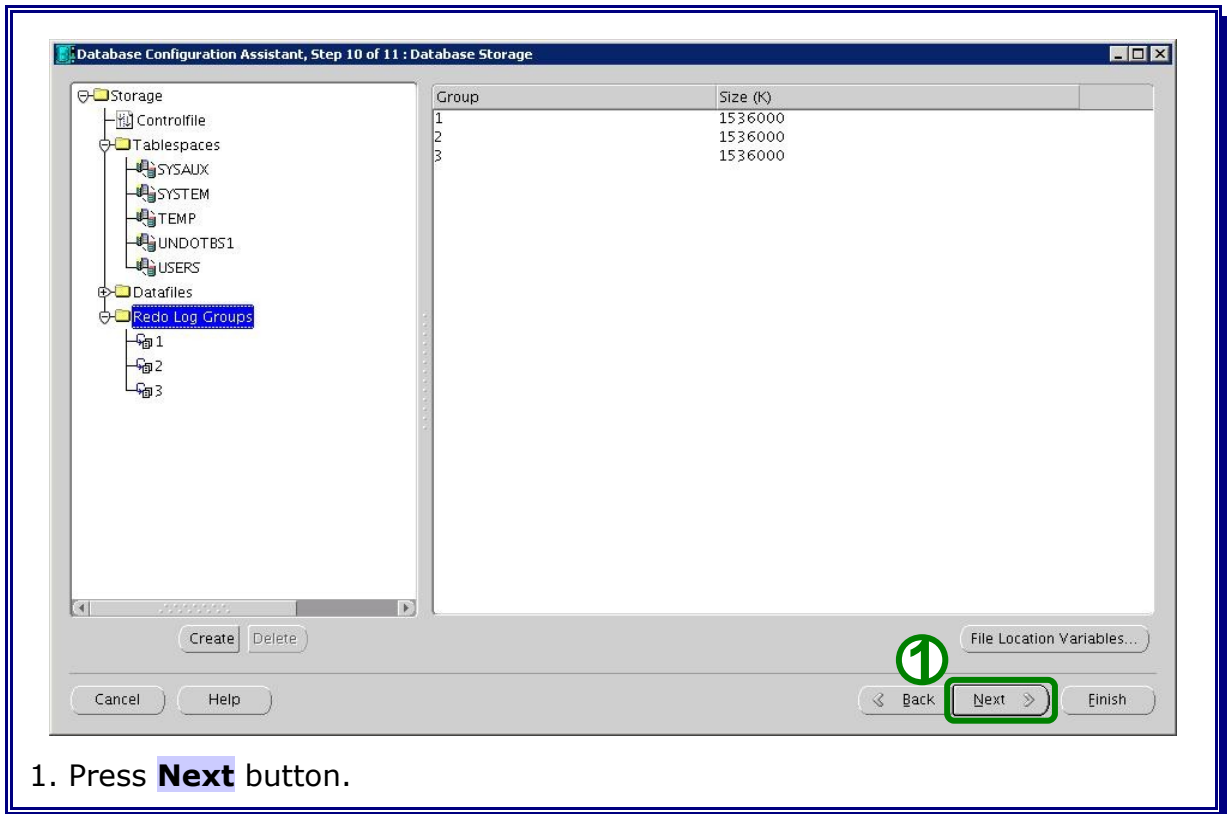 Database Configuration Assistant, Step 10 of 11 : Database Storage
Storage
Controlfile
Tablespaces
SYSAUX
SYSTEM
TEMP
UNDOTBS1
USERS
Datafiles
Redo Log Groups
1
2
3
Group Size (K)
1 1536000
2 1536000
3 1536000
Create Delete File Location Variables...
1
Cancel Help Back Next Finish
1. Press Next button.